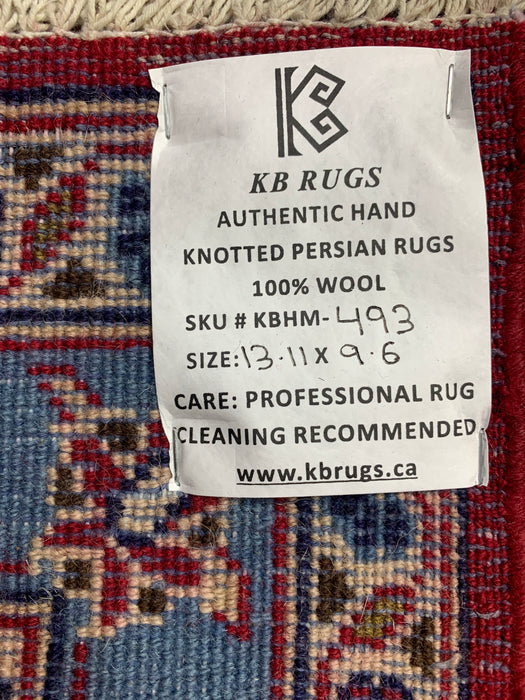 KB RUGS
AUTHENTIC HAND
KNOTTED PERSIAN RUGS
100% WOOL
SKU # KBHM-493
SIZE:13.11 X 9.6
CARE: PROFESSIONAL RUG
CLEANING RECOMMENDED
www.kbrugs.ca